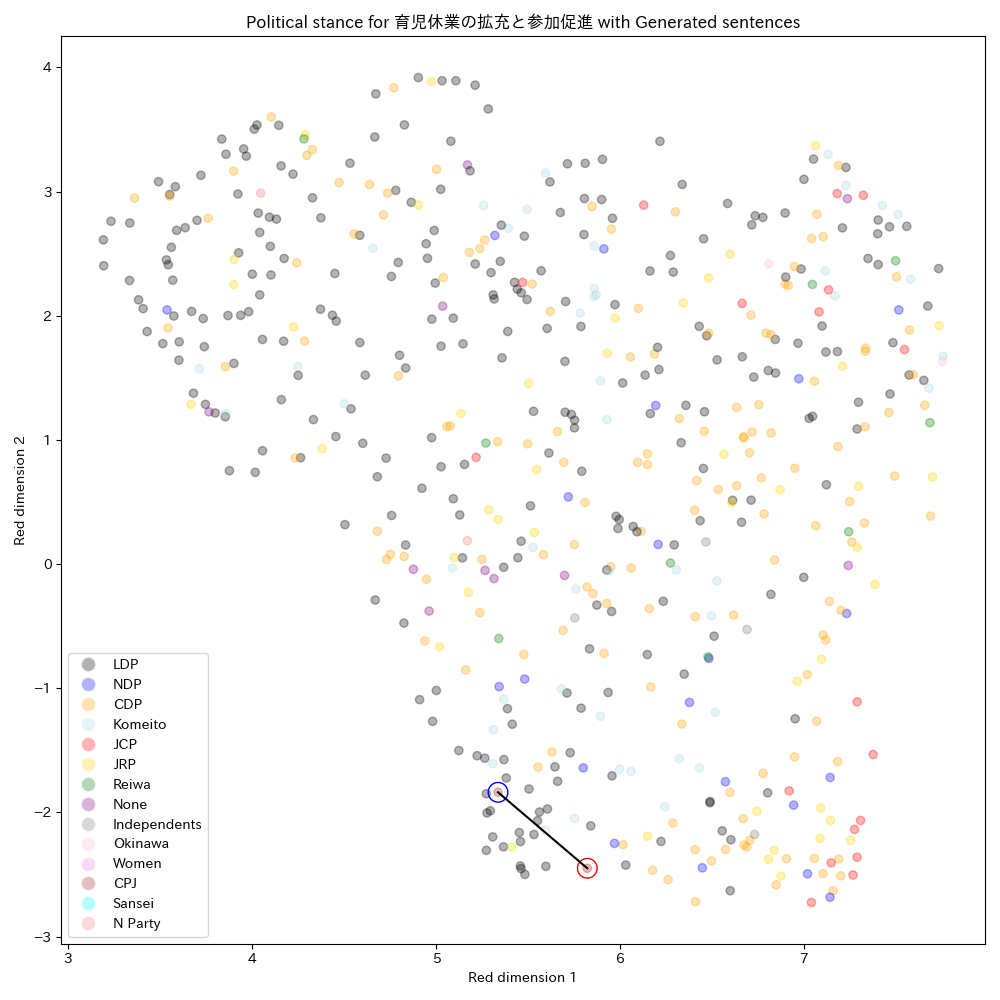 Political stance for 育児休業の拡充と参加促進 with Generated sentences
Red dimension 2
4
3
2
1
0
−1
−2
−3
LDP
NDP
CDP
Komeito
JCP
JRP
Reiwa
None
Independents
Okinawa
Women
CPJ
Sansei
N Party
3 4 5 6 7
Red dimension 1